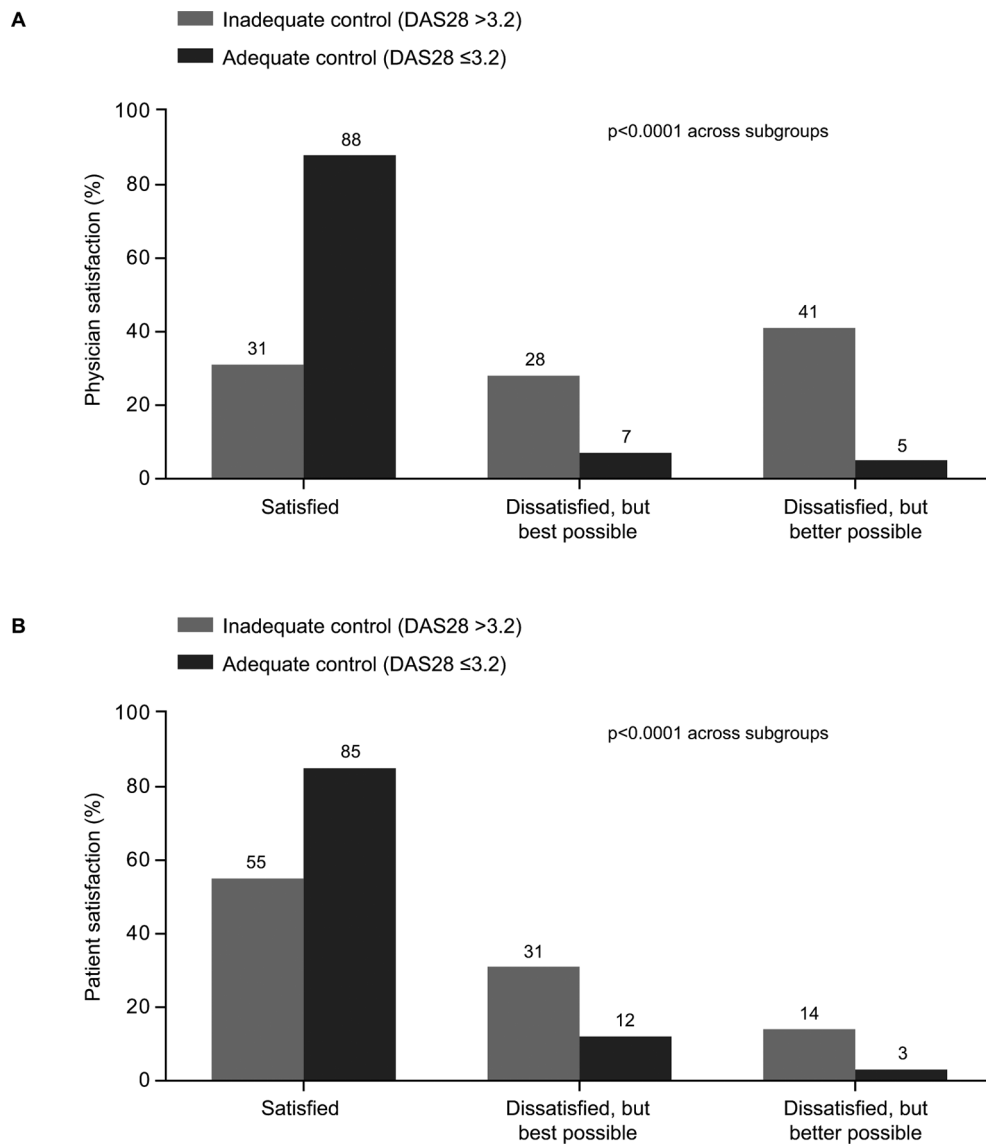 A
Inadequate control (DAS28 >3.2)
Adequate control (DAS28 ≤3.2)
p<0.0001 across subgroups
Physician satisfaction (%)
100
80
60
40
20
0
31
88
28
7
41
5
Satisfied
Dissatisfied, but
best possible
Dissatisfied, but
better possible
B
Inadequate control (DAS28 >3.2)
Adequate control (DAS28 ≤3.2)
p<0.0001 across subgroups
Patient satisfaction (%)
100
80
60
40
20
0
55
85
31
12
14
3
Satisfied
Dissatisfied, but
best possible
Dissatisfied, but
better possible